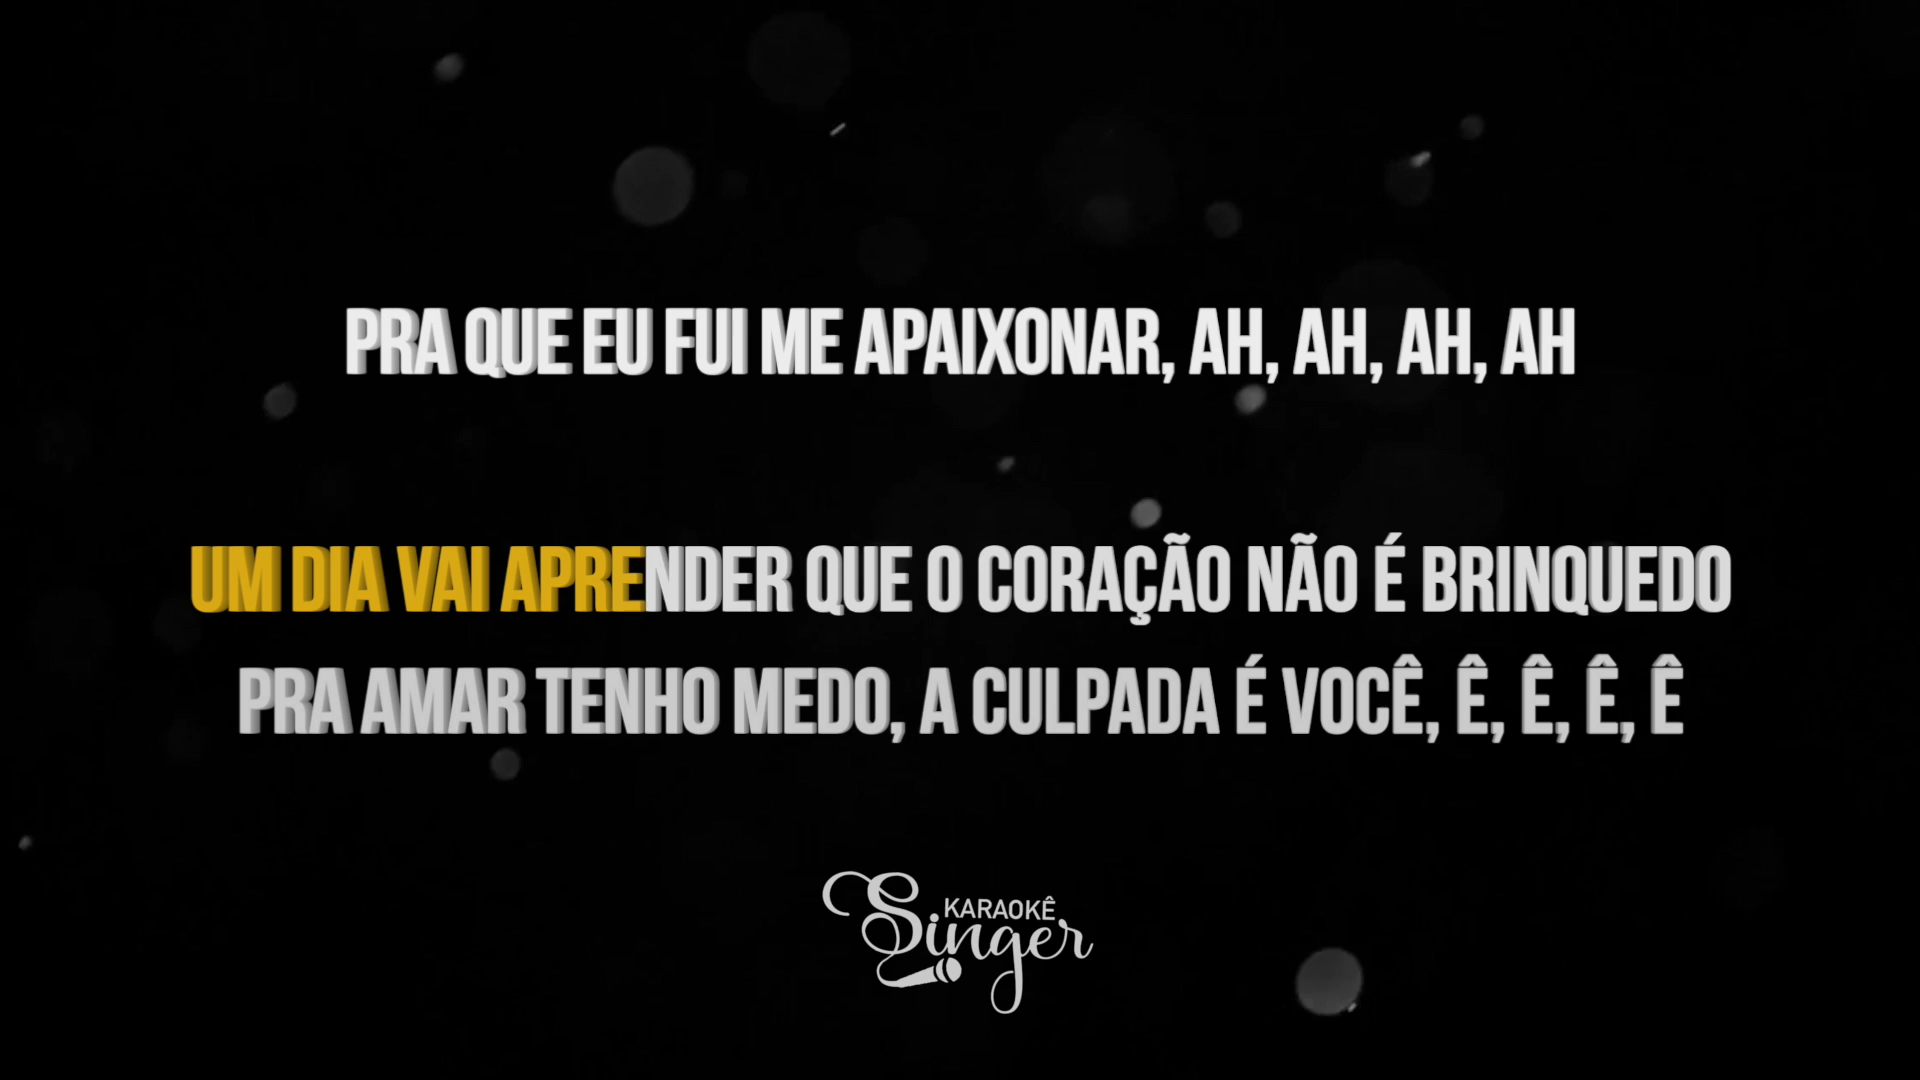 PRA QUE EU FUI ME APAIXONAR, AH, AH, AH, AH
UM DIA VAI APRENDER QUE O CORAÇÃO NÃO É BRINQUEDO
PRA AMAR TENHO MEDO, A CULPADA É VOCÊ, Ê, Ê, Ê, Ê
KARAOKÊ
Singer